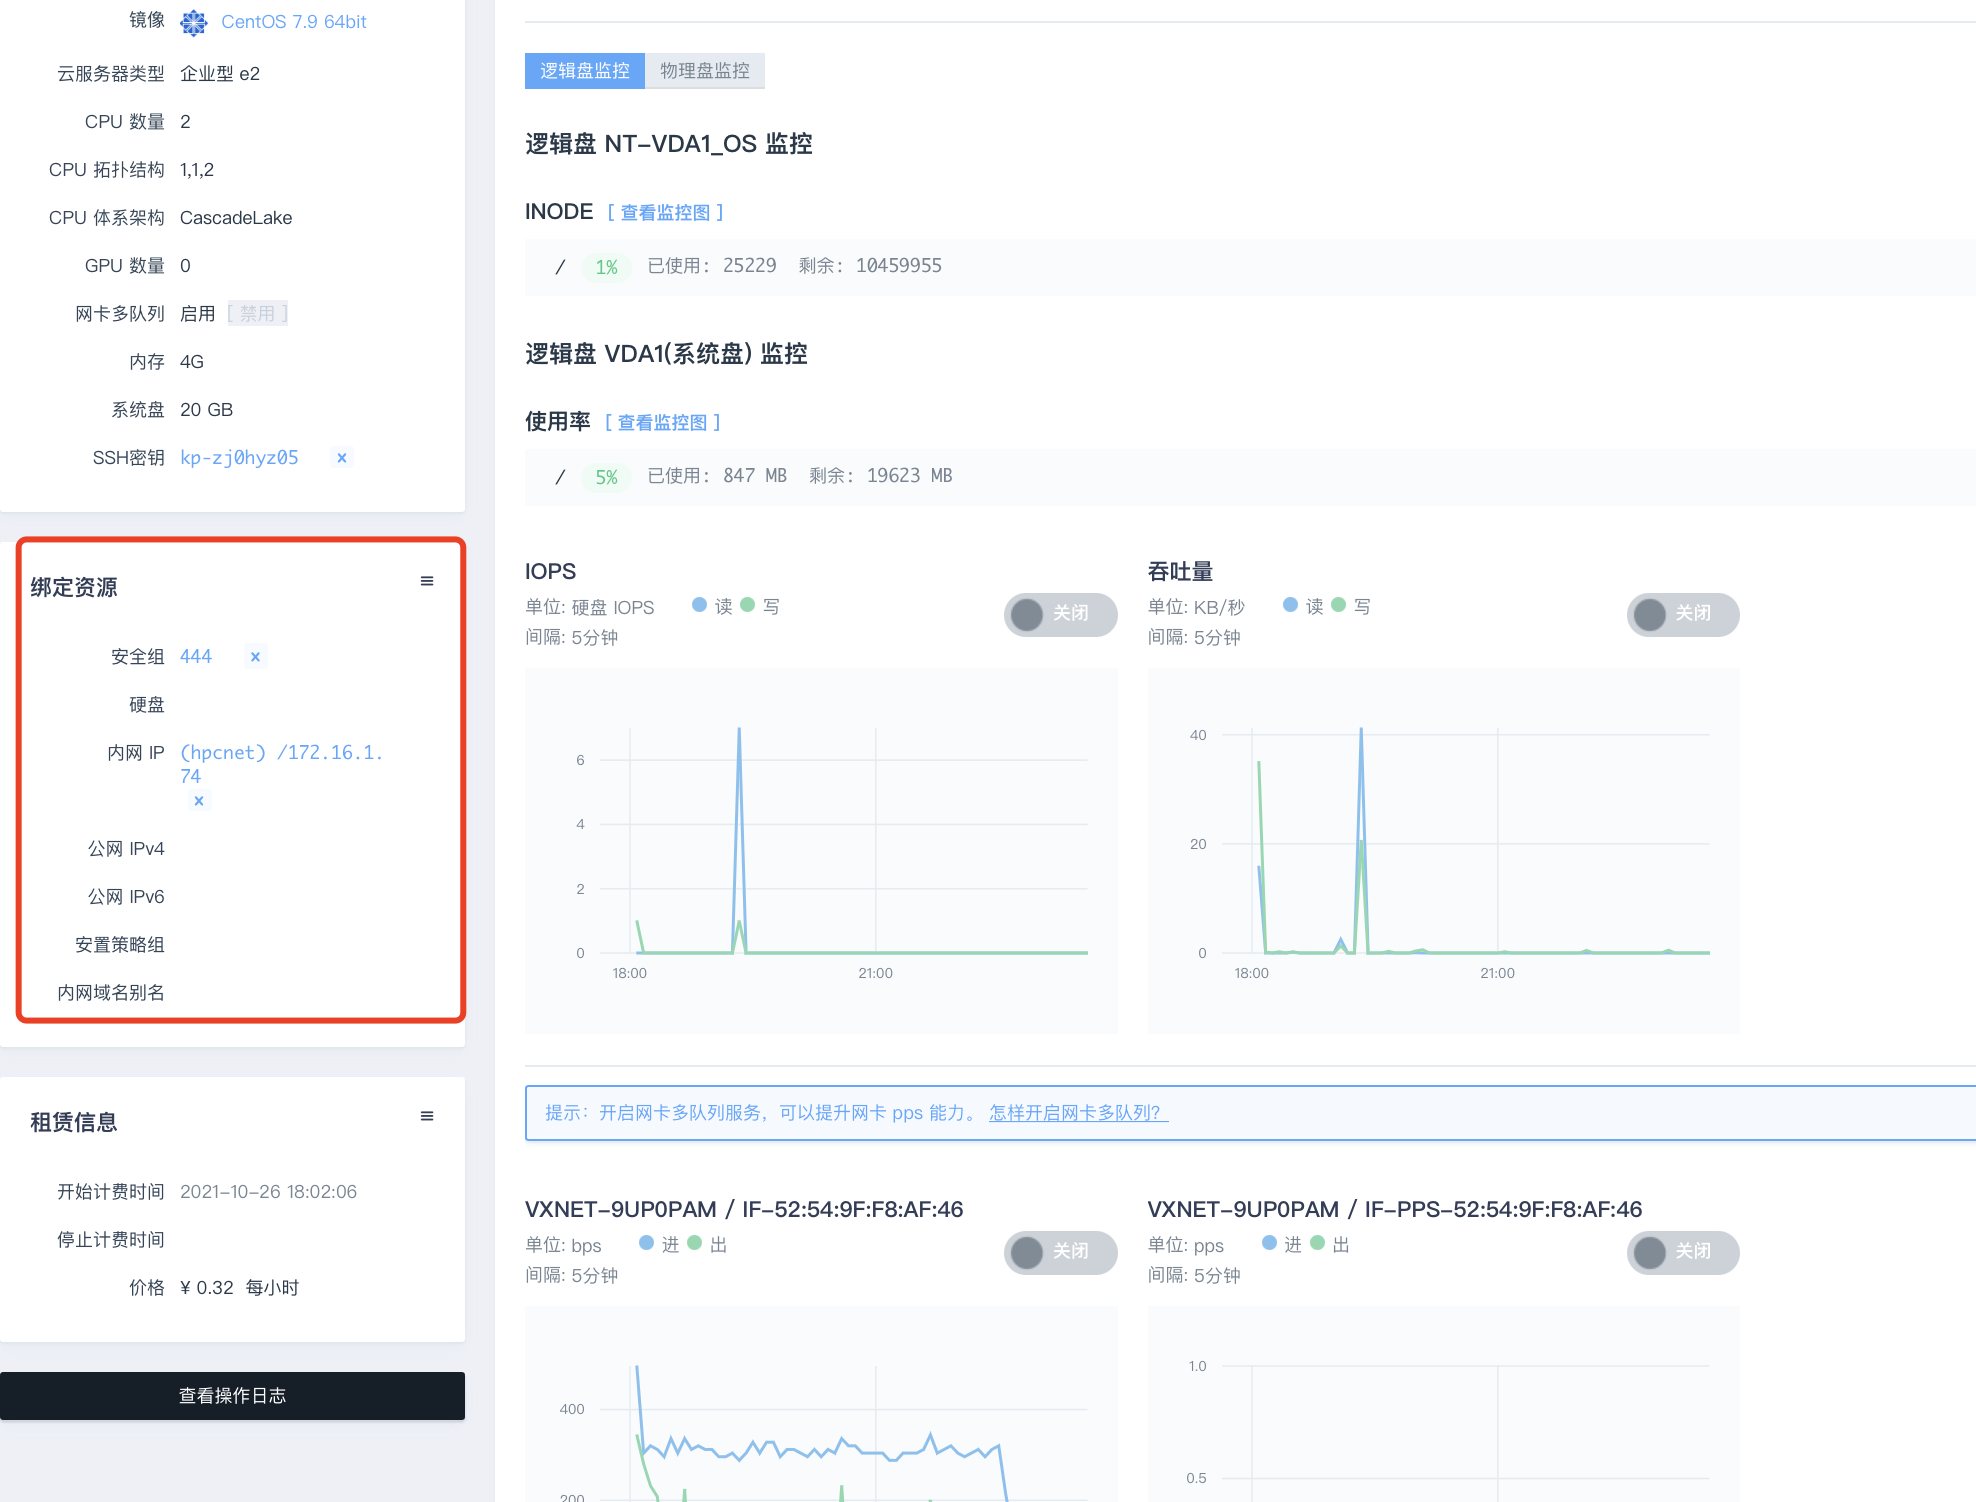 镜像 CentOS 7.9 64bit
云服务器类型 企业型 e2
CPU 数量 2
CPU 拓扑结构 1,1,2
CPU 体系架构 CascadeLake
GPU 数量 0
网卡多队列 启用 [ 禁用 ]
内存 4G
系统盘 20 GB
SSH密钥 kp-zj0hyz05 ×
绑定资源 ≡
安全组 444 ×
硬盘
内网 IP (hpcnet) /172.16.1.
74
×
公网 IPv4
公网 IPv6
安置策略组
内网域名别名
租赁信息 ≡
开始计费时间 2021-10-26 18:02:06
停止计费时间
价格 ¥ 0.32 每小时
查看操作日志
逻辑盘监控 物理盘监控
逻辑盘 NT-VDA1_OS 监控
INODE [ 查看监控图 ]
/ 1% 已使用: 25229 剩余: 10459955
逻辑盘 VDA1(系统盘) 监控
使用率 [ 查看监控图 ]
/ 5% 已使用: 847 MB 剩余: 19623 MB
IOPS
单位: 硬盘 IOPS 读 写
间隔: 5分钟
关闭
6
4
2
0
18:00 21:00
吞吐量
单位: KB/秒 读 写
间隔: 5分钟
关闭
40
20
0
18:00 21:00
提示: 开启网卡多队列服务, 可以提升网卡 pps 能力。 怎样开启网卡多队列?
VXNET-9UP0PAM / IF-52:54:9F:F8:AF:46
单位: bps 进 出
间隔: 5分钟
关闭
400
200
VXNET-9UP0PAM / IF-PPS-52:54:9F:F8:AF:46
单位: pps 进 出
间隔: 5分钟
关闭
1.0
0.5